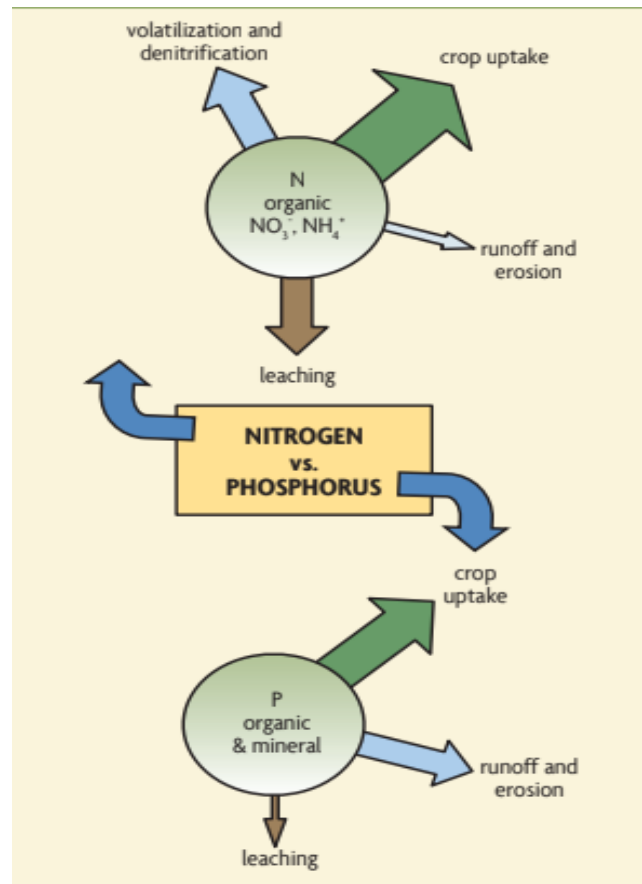 volatilization and
denitrification
crop uptake
N
organic
NO₃⁻, NH₄⁺
runoff and
erosion
leaching
NITROGEN
vs.
PHOSPHORUS
crop
uptake
P
organic
& mineral
runoff and
erosion
leaching